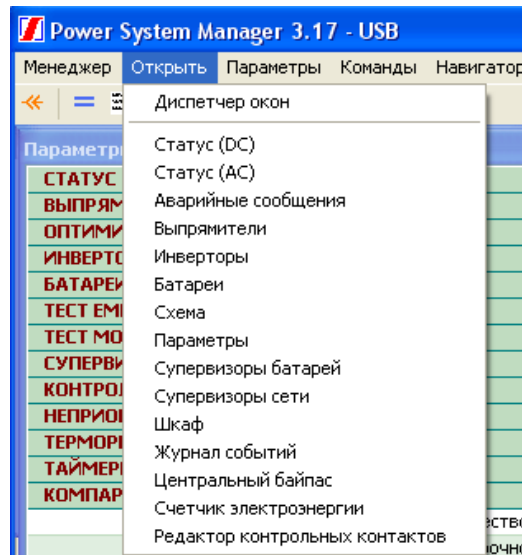 Power System Manager 3.17 - USB
Менеджер Открыть Параметры Команды Навигатор
Диспетчер окон
Статус (DC)
Статус (AC)
Аварийные сообщения
Выпрямители
Инверторы
Батареи
Схема
Параметры
Супервизоры батарей
Супервизоры сети
Шкаф
Журнал событий
Центральный байпас
Счетчик электроэнергии
Редактор контрольных контактов
СТАТУС
БАТАРЕИ